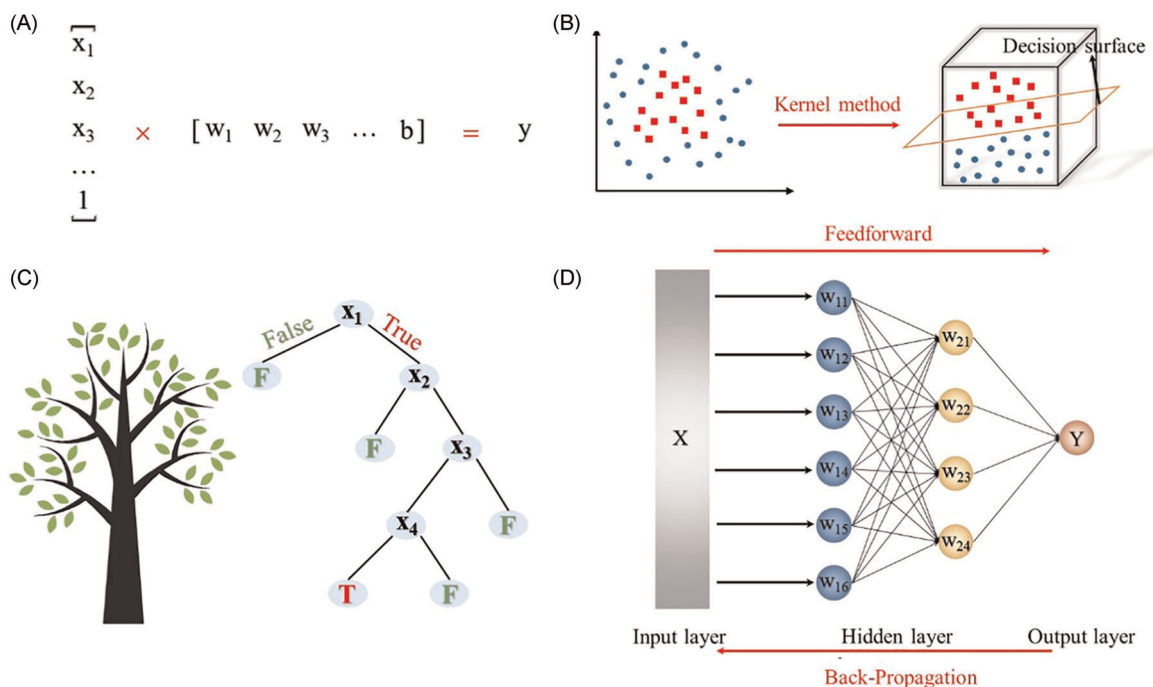 (A)
x₁
x₂
x₃ × [ w₁ w₂ w₃ ... b ] = y
...
1
(B)
Kernel method
Decision surface
(C)
x₁
False True
F x₂
F x₃
x₄ F
T F
(D)
Feedforward
X
w₁₁
w₁₂
w₁₃
w₁₄
w₁₅
w₁₆
w₂₁
w₂₂
w₂₃
w₂₄
Y
Input layer Hidden layer Output layer
Back-Propagation